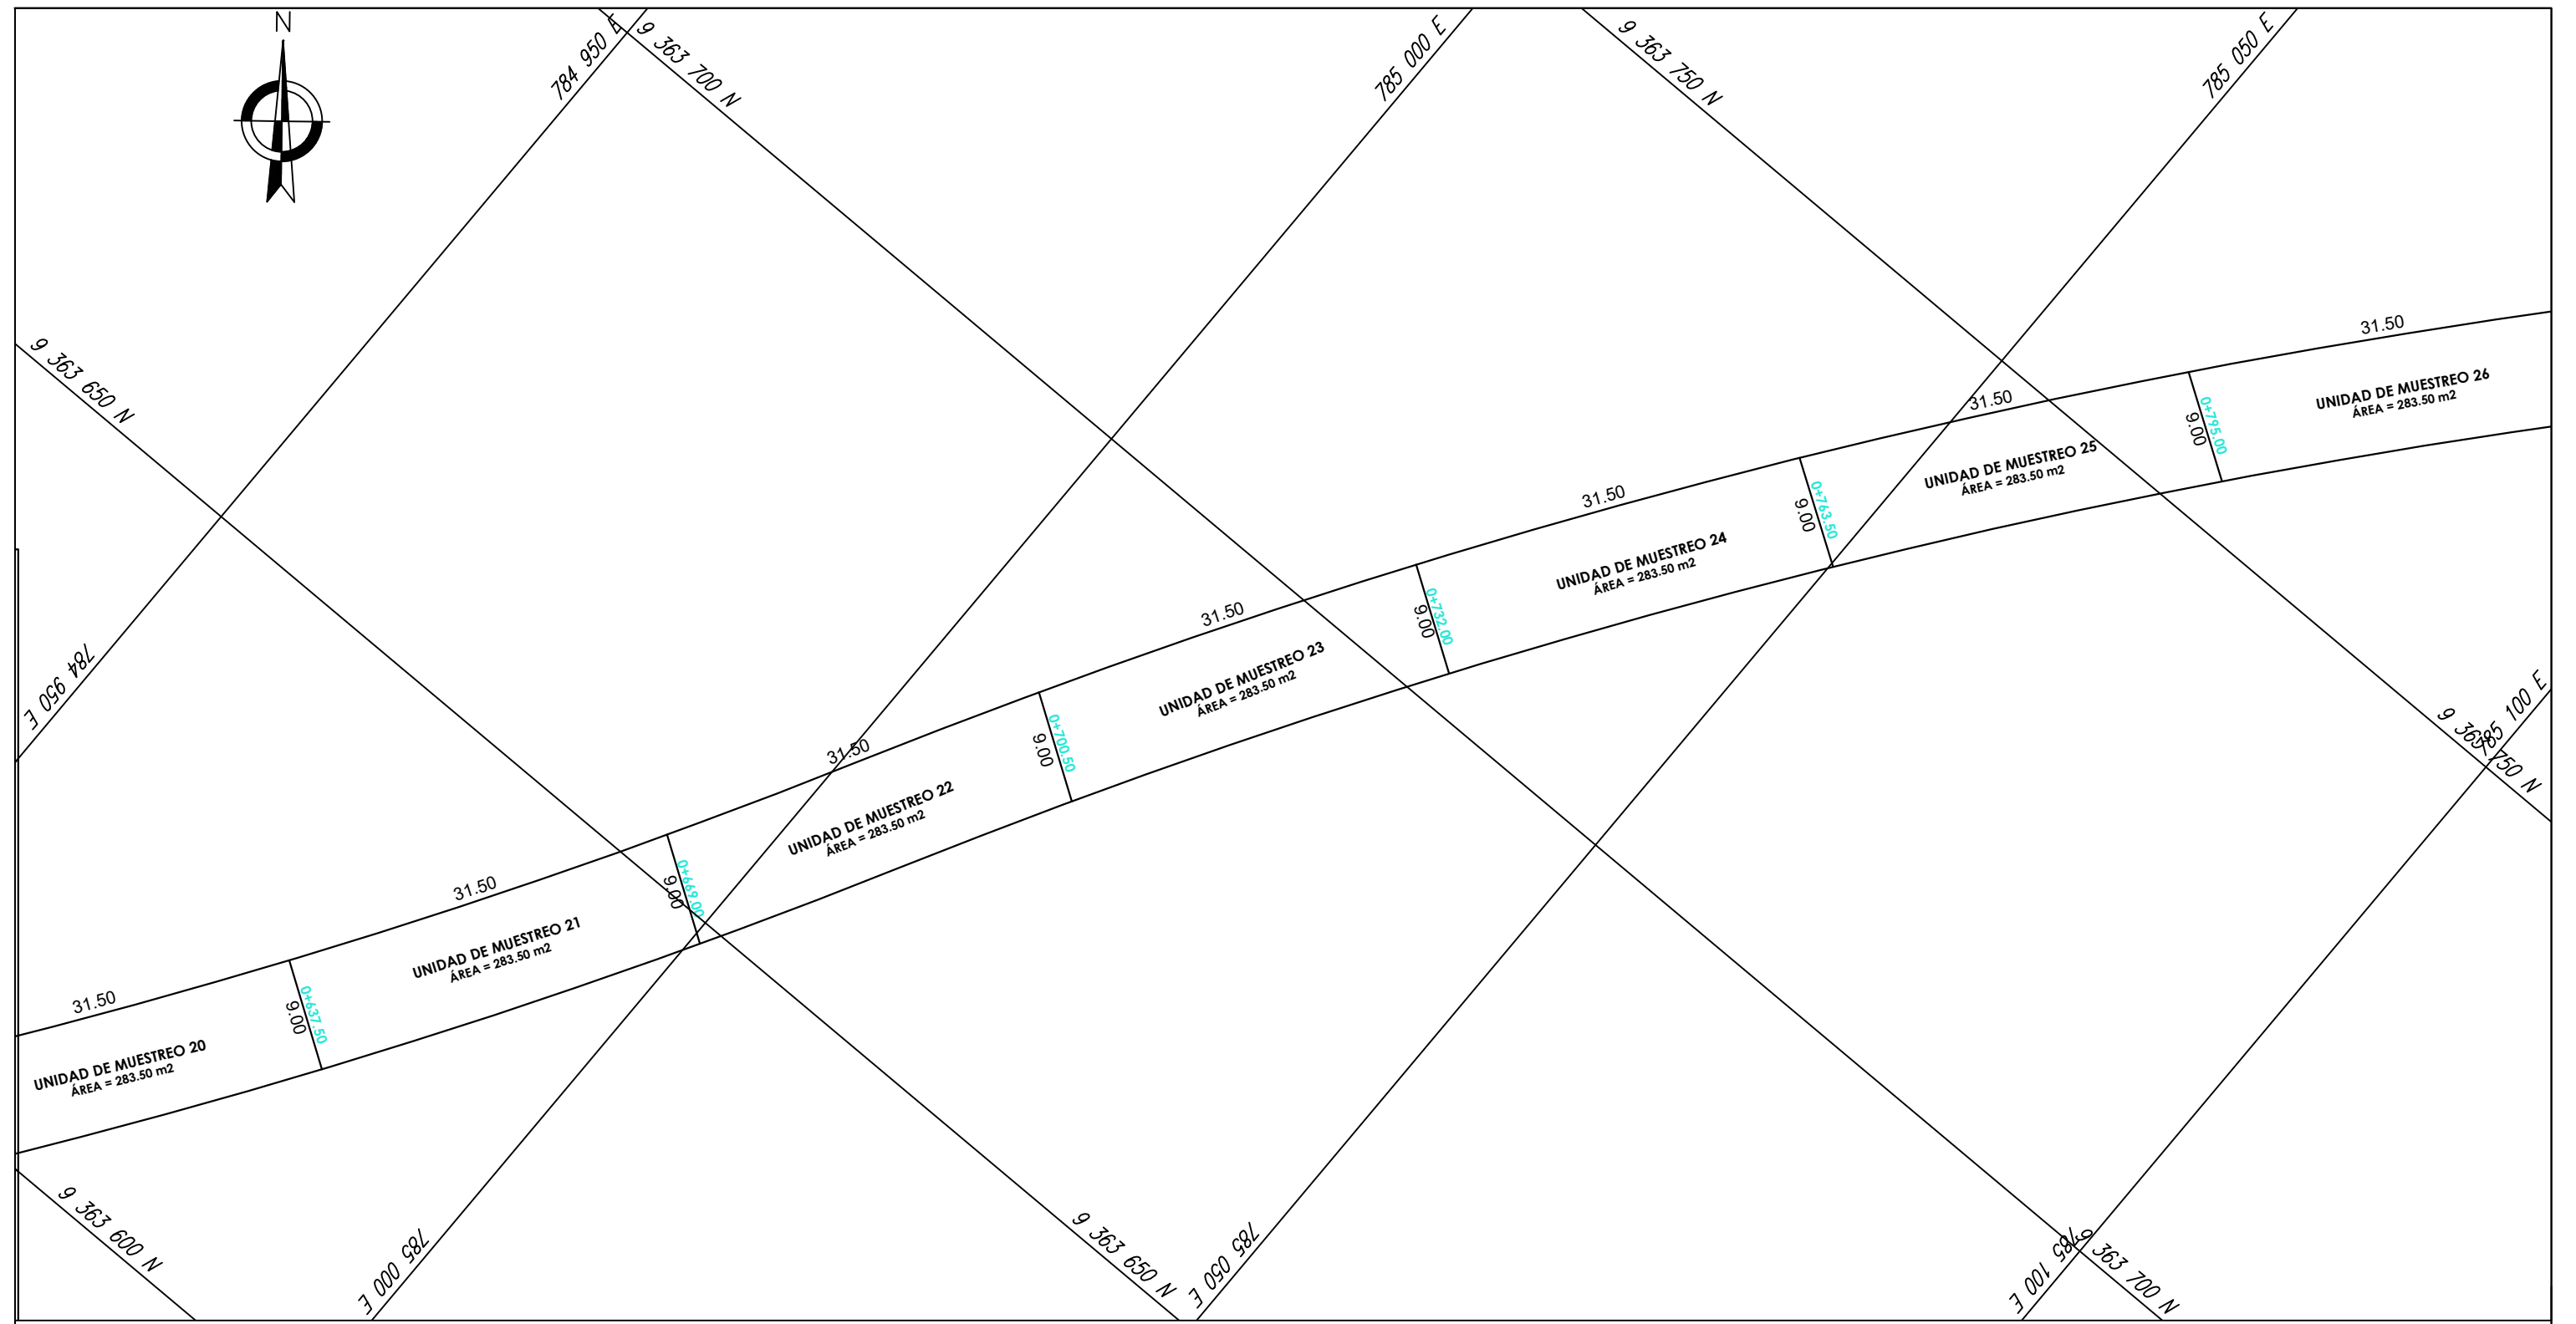 N
784 950 E
9 363 700 N
785 000 E
9 363 750 N
785 050 E
9 363 650 N
784 950 E
31.50
UNIDAD DE MUESTREO 20
ÁREA = 283.50 m2
9.00
0+637.50
31.50
UNIDAD DE MUESTREO 21
ÁREA = 283.50 m2
9.00
0+669.00
31.50
UNIDAD DE MUESTREO 22
ÁREA = 283.50 m2
9.00
0+700.50
31.50
UNIDAD DE MUESTREO 23
ÁREA = 283.50 m2
9.00
0+732.00
31.50
UNIDAD DE MUESTREO 24
ÁREA = 283.50 m2
9.00
0+763.50
31.50
UNIDAD DE MUESTREO 25
ÁREA = 283.50 m2
9.00
0+795.00
31.50
UNIDAD DE MUESTREO 26
ÁREA = 283.50 m2
9 363 750 N
785 100 E
9 363 600 N
785 000 E
9 363 650 N
785 050 E
785 100 E
9 363 700 N